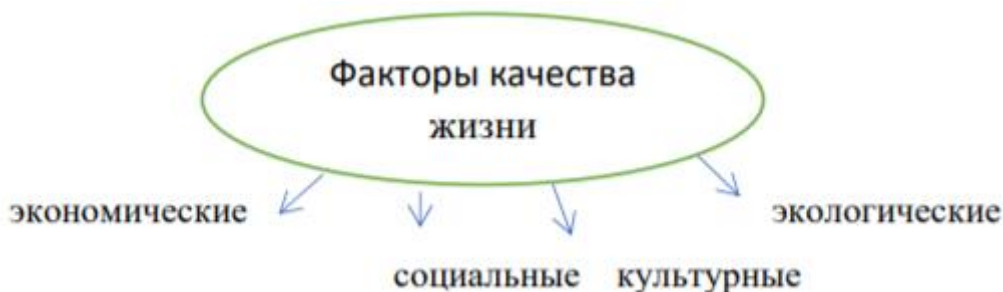 Факторы качества
жизни
экономические
экологические
социальные
культурные